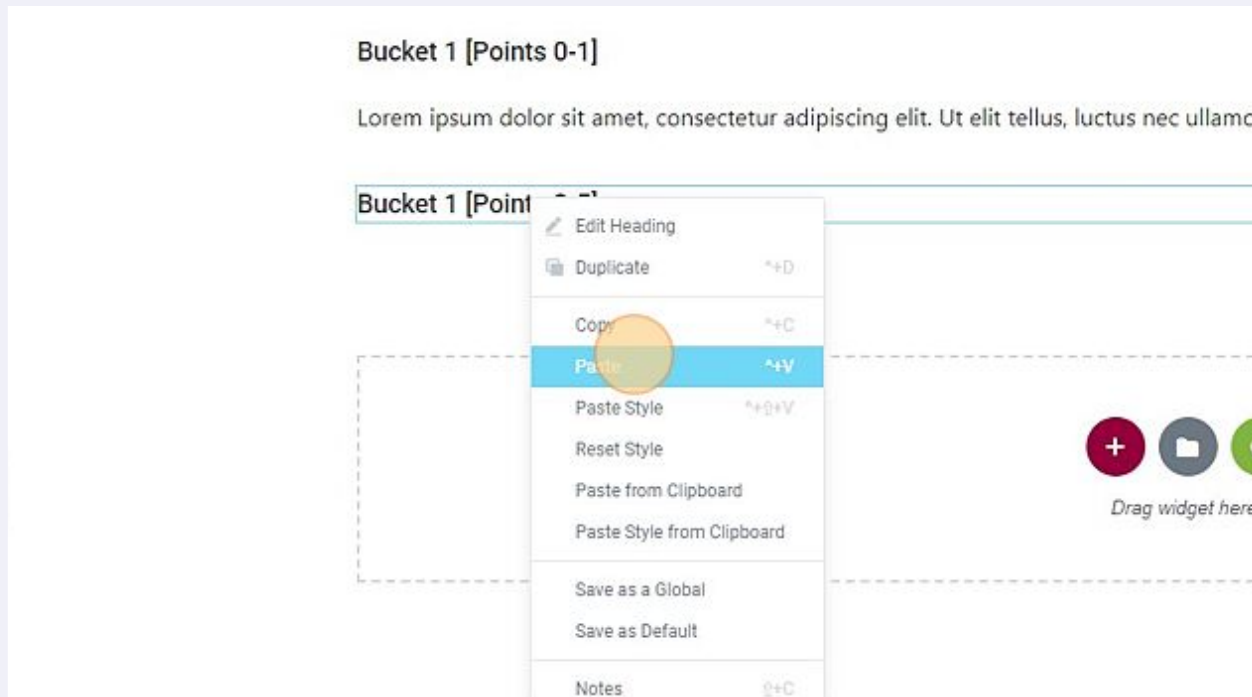 Bucket 1 [Points 0-1]
Lorem ipsum dolor sit amet, consectetur adipiscing elit. Ut elit tellus, luctus nec ullamc
Bucket 1 [Point
Edit Heading
Duplicate ^+D
Copy ^+C
Paste ^+V
Paste Style ^+⇧+V
Reset Style
Paste from Clipboard
Drag widget here
Paste Style from Clipboard
Save as a Global
Save as Default
Notes ⇧+C